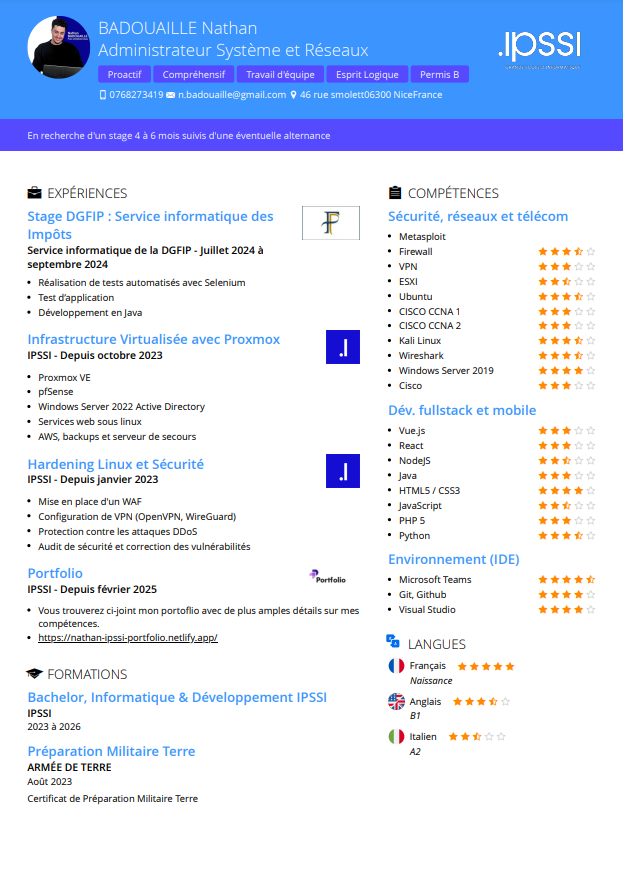 BADOUAILLE Nathan
Administrateur Système et Réseaux
Proactif Compréhensif Travail d'équipe Esprit Logique Permis B
0768273419 n.badouaille@gmail.com 46 rue smolett06300 NiceFrance
.IPSSI
En recherche d'un stage 4 à 6 mois suivis d'une éventuelle alternance
EXPÉRIENCES
Stage DGFIP : Service informatique des
Impôts
Service informatique de la DGFIP - Juillet 2024 à
septembre 2024
Réalisation de tests automatisés avec Selenium
Test d'application
Développement en Java
Infrastructure Virtualisée avec Proxmox
IPSSI - Depuis octobre 2023
.I
Proxmox VE
pfSense
Windows Server 2022 Active Directory
Services web sous linux
AWS, backups et serveur de secours
Hardening Linux et Sécurité
IPSSI - Depuis janvier 2023
.I
Mise en place d'un WAF
Configuration de VPN (OpenVPN, WireGuard)
Protection contre les attaques DDoS
Audit de sécurité et correction des vulnérabilités
Portfolio
IPSSI - Depuis février 2025
Portfolio
Vous trouverez ci-joint mon portoflio avec de plus amples détails sur mes
compétences.
https://nathan-ipssi-portfolio.netlify.app/
FORMATIONS
Bachelor, Informatique & Développement IPSSI
IPSSI
2023 à 2026
Préparation Militaire Terre
ARMÉE DE TERRE
Août 2023
Certificat de Préparation Militaire Terre
COMPÉTENCES
Sécurité, réseaux et télécom
Metasploit
Firewall
VPN
ESXI
Ubuntu
CISCO CCNA 1
CISCO CCNA 2
Kali Linux
Wireshark
Windows Server 2019
Cisco
Dév. fullstack et mobile
Vue.js
React
NodeJS
Java
HTML5 / CSS3
JavaScript
PHP 5
Python
Environnement (IDE)
Microsoft Teams
Git, Github
Visual Studio
LANGUES
Français
Naissance
Anglais
B1
Italien
A2